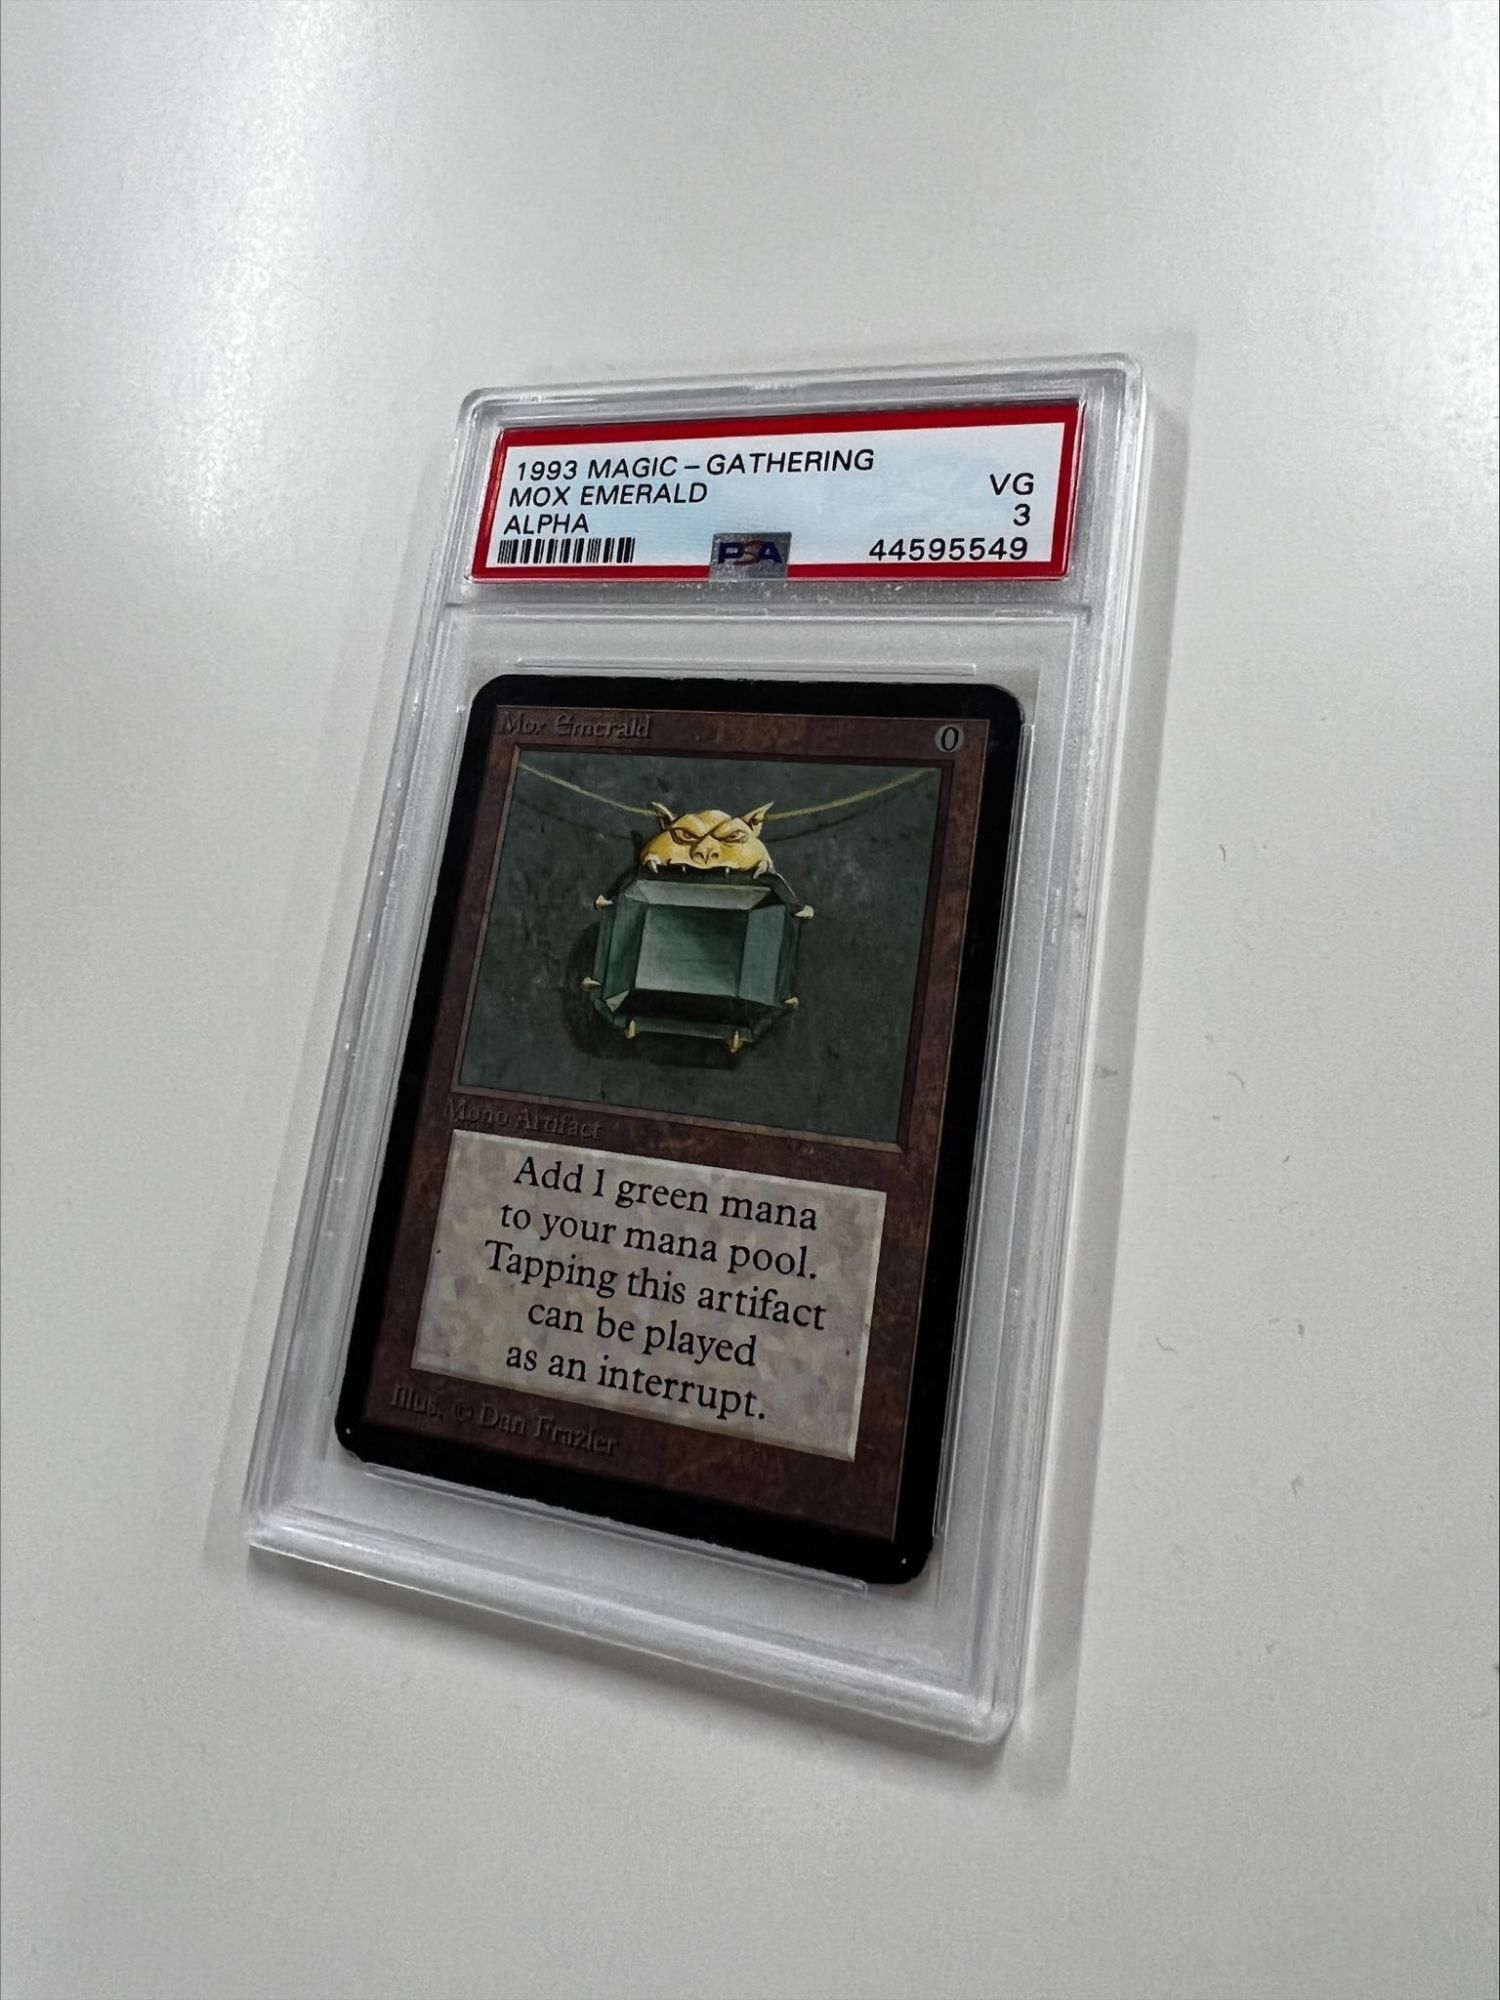 1993 MAGIC - GATHERING
MOX EMERALD
VG
ALPHA
3
PSA
44595549
Mox Emerald
0
Mono Artifact
Add 1 green mana
to your mana pool.
Tapping this artifact
can be played
as an interrupt.
Illus. © Dan Frazier